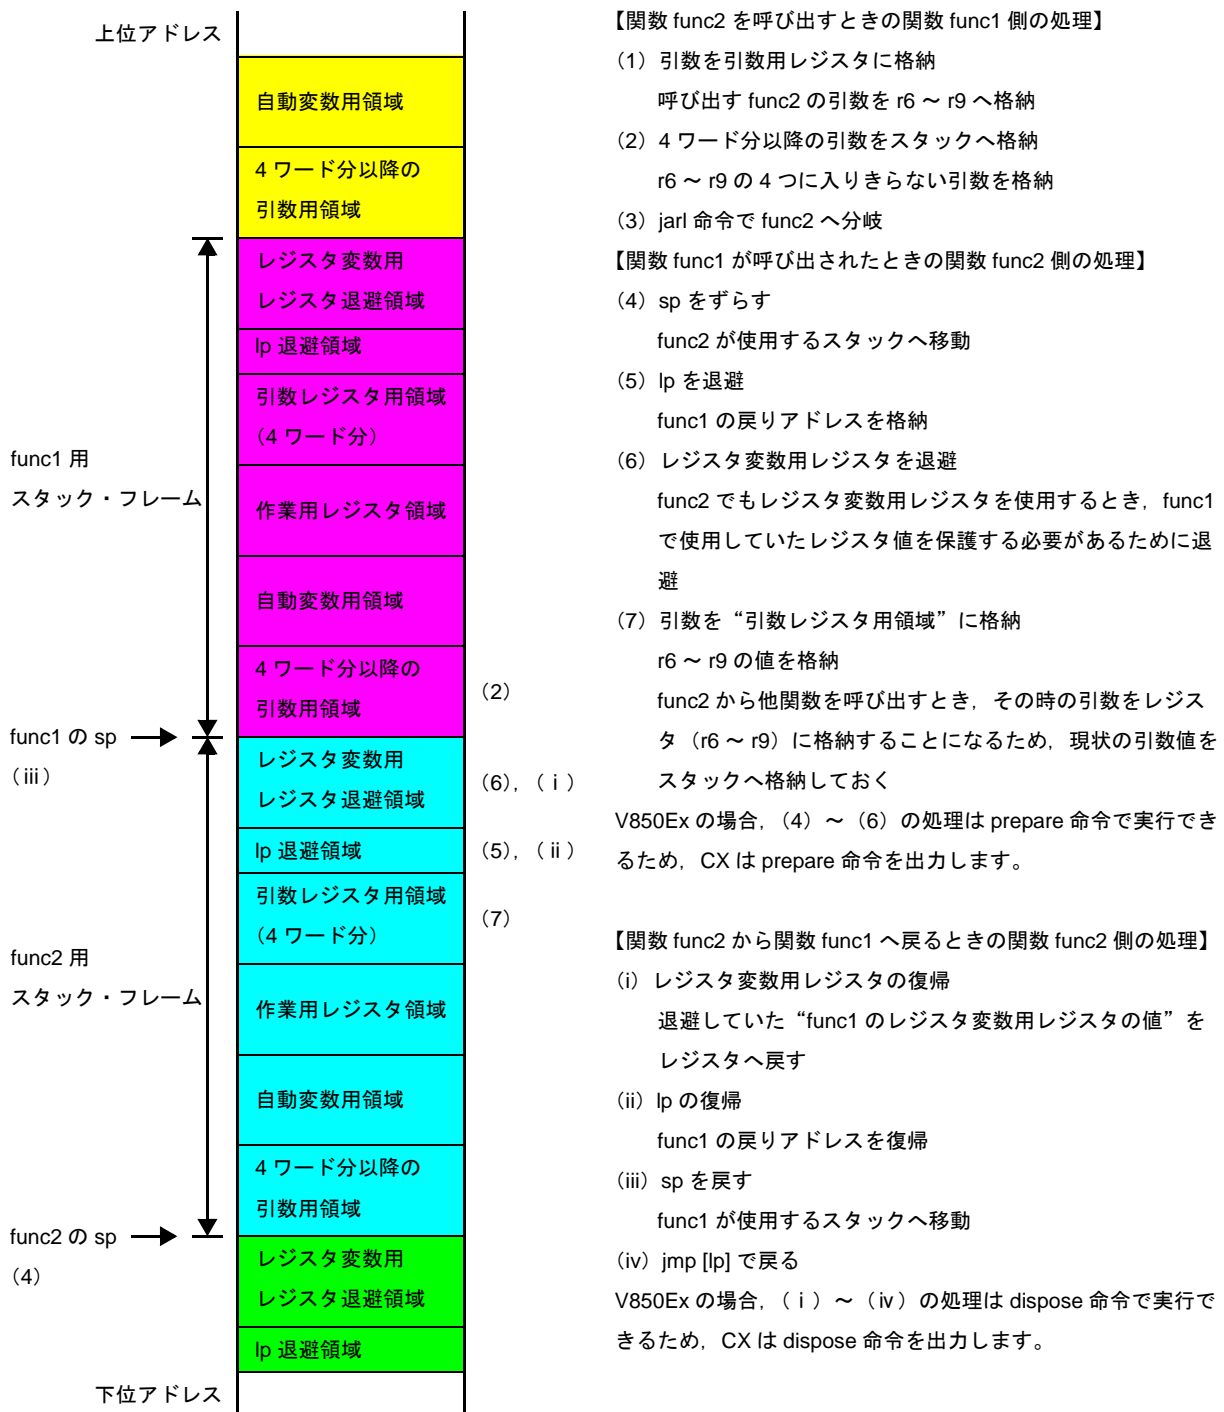 上位アドレス
自動変数用領域
4 ワード分以降の
引数用領域
レジスタ変数用
レジスタ退避領域
lp 退避領域
引数レジスタ用領域
（4 ワード分）
func1 用
スタック・フレーム
作業用レジスタ領域
自動変数用領域
4 ワード分以降の
引数用領域
（2）
func1 の sp
（ iii ）
レジスタ変数用
レジスタ退避領域
（6），（ i ）
lp 退避領域
（5），（ ii ）
引数レジスタ用領域
（4 ワード分）
（7）
func2 用
スタック・フレーム
作業用レジスタ領域
自動変数用領域
4 ワード分以降の
引数用領域
func2 の sp
（4）
レジスタ変数用
レジスタ退避領域
lp 退避領域
下位アドレス
【関数 func2 を呼び出すときの関数 func1 側の処理】
（1）引数を引数用レジスタに格納
呼び出す func2 の引数を r6 ～ r9 へ格納
（2）4 ワード分以降の引数をスタックへ格納
r6 ～ r9 の 4 つに入りきらない引数を格納
（3）jarl 命令で func2 へ分岐
【関数 func1 が呼び出されたときの関数 func2 側の処理】
（4）sp をずらす
func2 が使用するスタックへ移動
（5）lp を退避
func1 の戻りアドレスを格納
（6）レジスタ変数用レジスタを退避
func2 でもレジスタ変数用レジスタを使用するとき，func1
で使用していたレジスタ値を保護する必要があるために退
避
（7）引数を“引数レジスタ用領域”に格納
r6 ～ r9 の値を格納
func2 から他関数を呼び出すとき，その時の引数をレジス
タ（r6 ～ r9）に格納することになるため，現状の引数値を
スタックへ格納しておく
V850Ex の場合，（4）～（6）の処理は prepare 命令で実行でき
るため，CX は prepare 命令を出力します。
【関数 func2 から関数 func1 へ戻るときの関数 func2 側の処理】
（i）レジスタ変数用レジスタの復帰
退避していた“func1 のレジスタ変数用レジスタの値”を
レジスタへ戻す
（ii）lp の復帰
func1 の戻りアドレスを復帰
（iii）sp を戻す
func1 が使用するスタックへ移動
（iv）jmp [lp] で戻る
V850Ex の場合，（ i ）～（ iv ）の処理は dispose 命令で実行で
きるため，CX は dispose 命令を出力します。